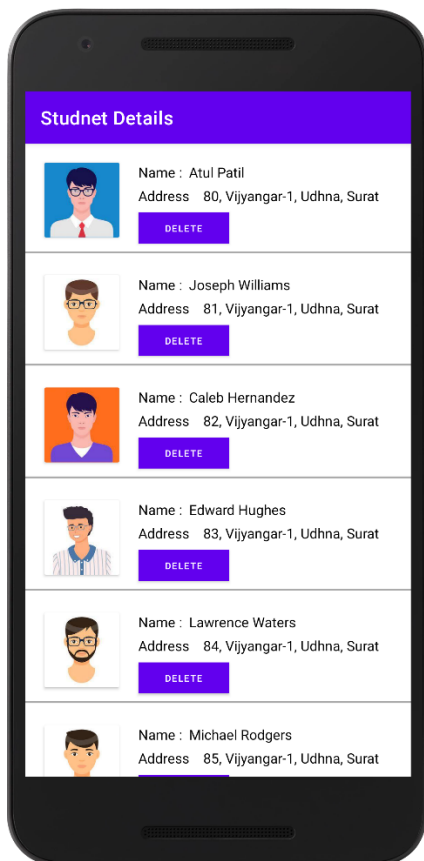 Studnet Details
Name : Atul Patil
Address 80, Vijyangar-1, Udhna, Surat
DELETE
Name : Joseph Williams
Address 81, Vijyangar-1, Udhna, Surat
DELETE
Name : Caleb Hernandez
Address 82, Vijyangar-1, Udhna, Surat
DELETE
Name : Edward Hughes
Address 83, Vijyangar-1, Udhna, Surat
DELETE
Name : Lawrence Waters
Address 84, Vijyangar-1, Udhna, Surat
DELETE
Name : Michael Rodgers
Address 85, Vijyangar-1, Udhna, Surat